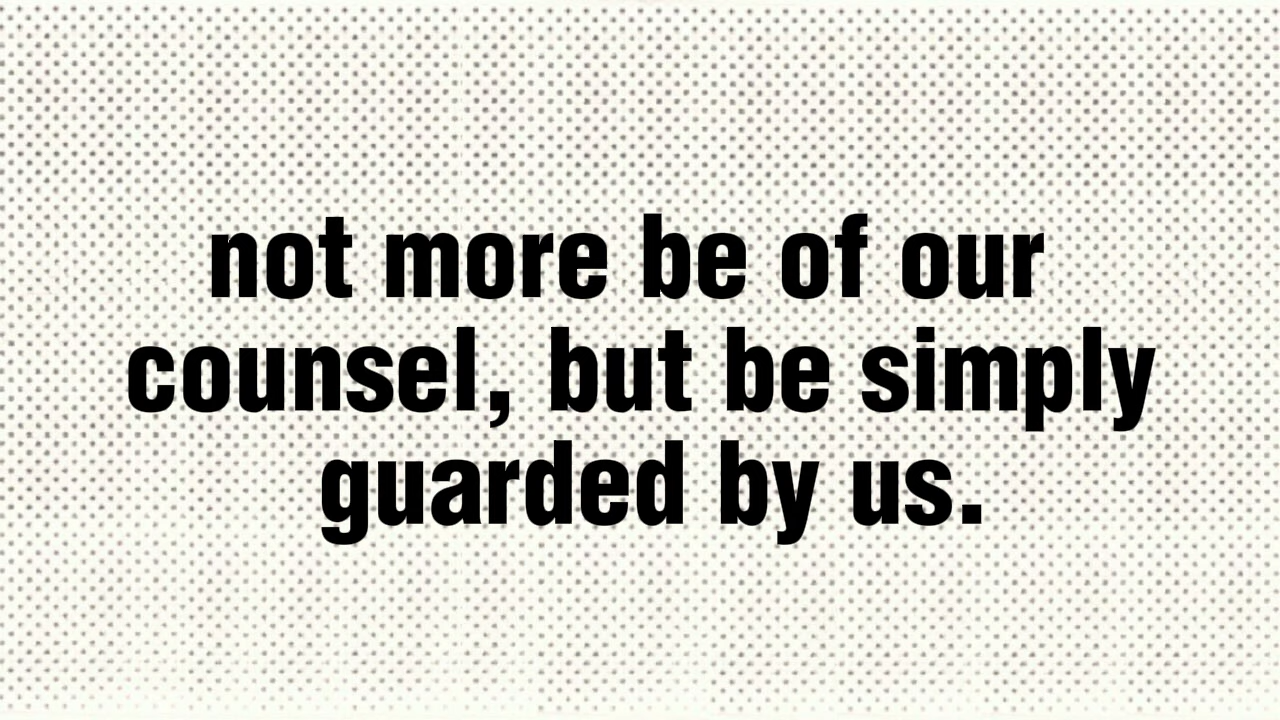 not more be of our
counsel, but be simply
guarded by us.